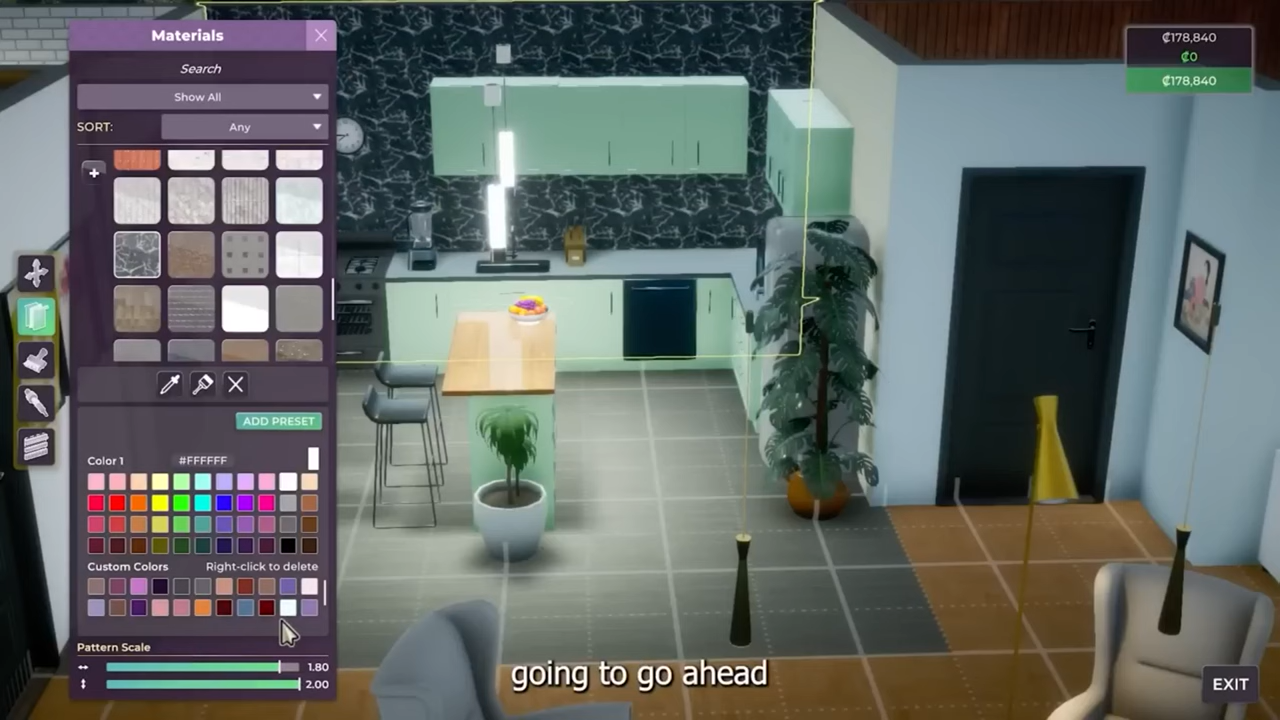 Materials
Search
Show All
SORT:
Any
ADD PRESET
Color 1
#FFFFFF
Custom Colors
Right-click to delete
Pattern Scale
1.80
2.00
₡178,840
₡0
₡178,840
going to go ahead
EXIT